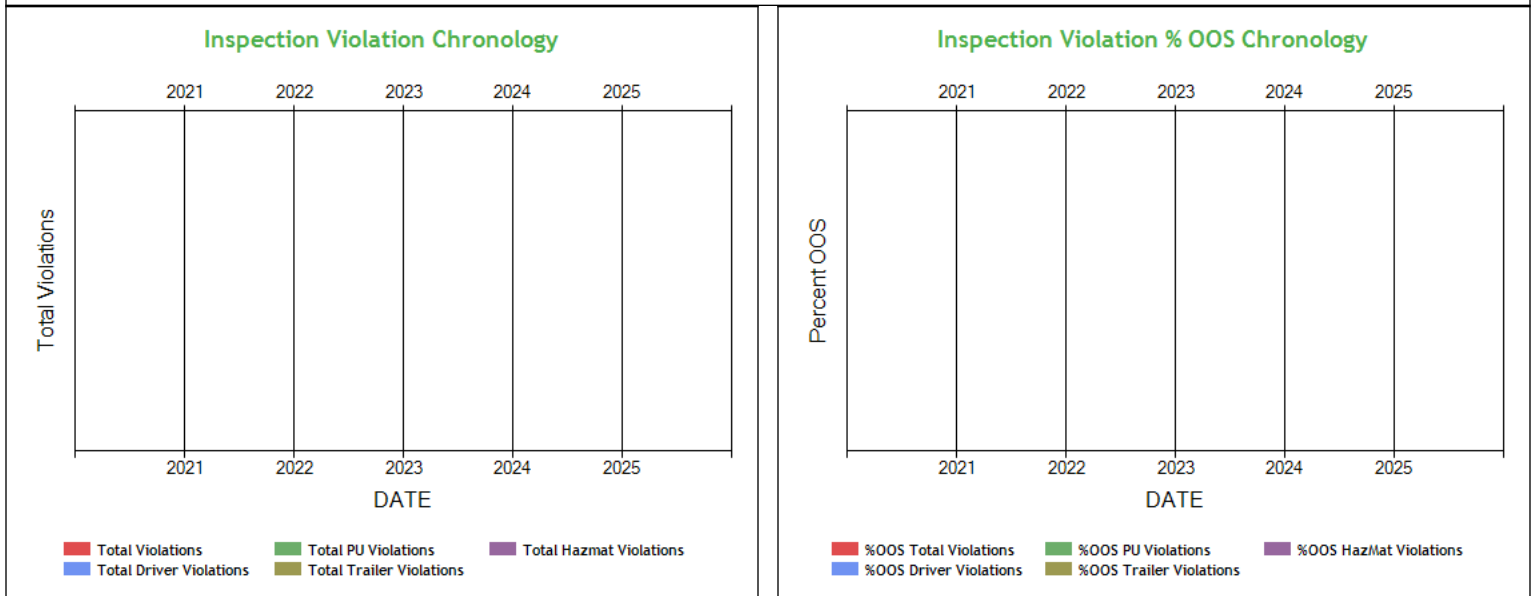 Inspection Violation Chronology
2021 2022 2023 2024 2025
Total Violations
2021 2022 2023 2024 2025
DATE
Total Violations Total PU Violations Total Hazmat Violations
Total Driver Violations Total Trailer Violations
Inspection Violation % OOS Chronology
2021 2022 2023 2024 2025
Percent OOS
2021 2022 2023 2024 2025
DATE
%OOS Total Violations %OOS PU Violations %OOS HazMat Violations
%OOS Driver Violations %OOS Trailer Violations